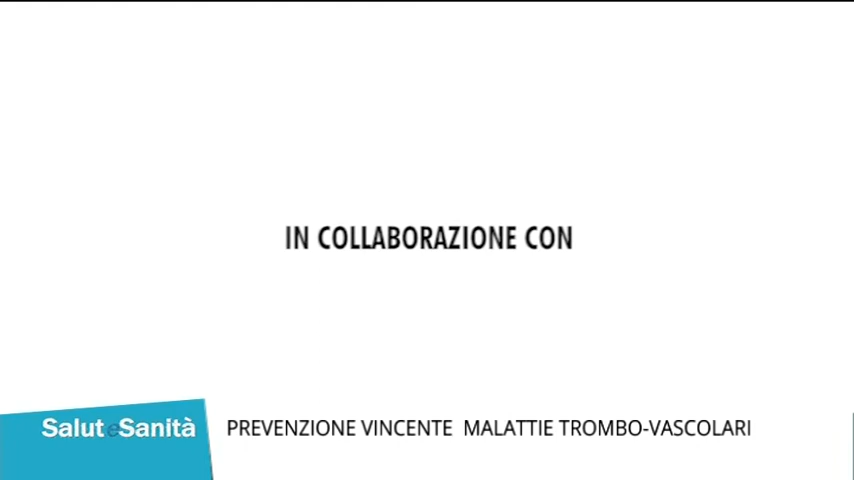 IN COLLABORAZIONE CON
SaluteSanità
PREVENZIONE VINCENTE MALATTIE TROMBO-VASCOLARI